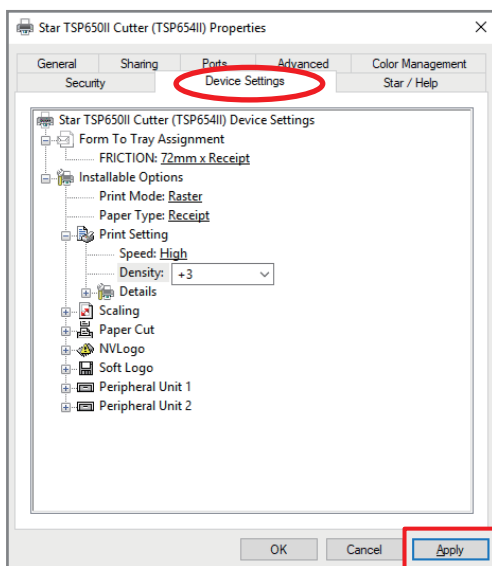 Star TSP650II Cutter (TSP654II) Properties
General Sharing Ports Advanced Color Management
Security Device Settings Star / Help
Star TSP650II Cutter (TSP654II) Device Settings
Form To Tray Assignment
FRICTION: 72mm x Receipt
Installable Options
Print Mode: Raster
Paper Type: Receipt
Print Setting
Speed: High
Density: +3
Details
Scaling
Paper Cut
NVLogo
Soft Logo
Peripheral Unit 1
Peripheral Unit 2
OK Cancel Apply